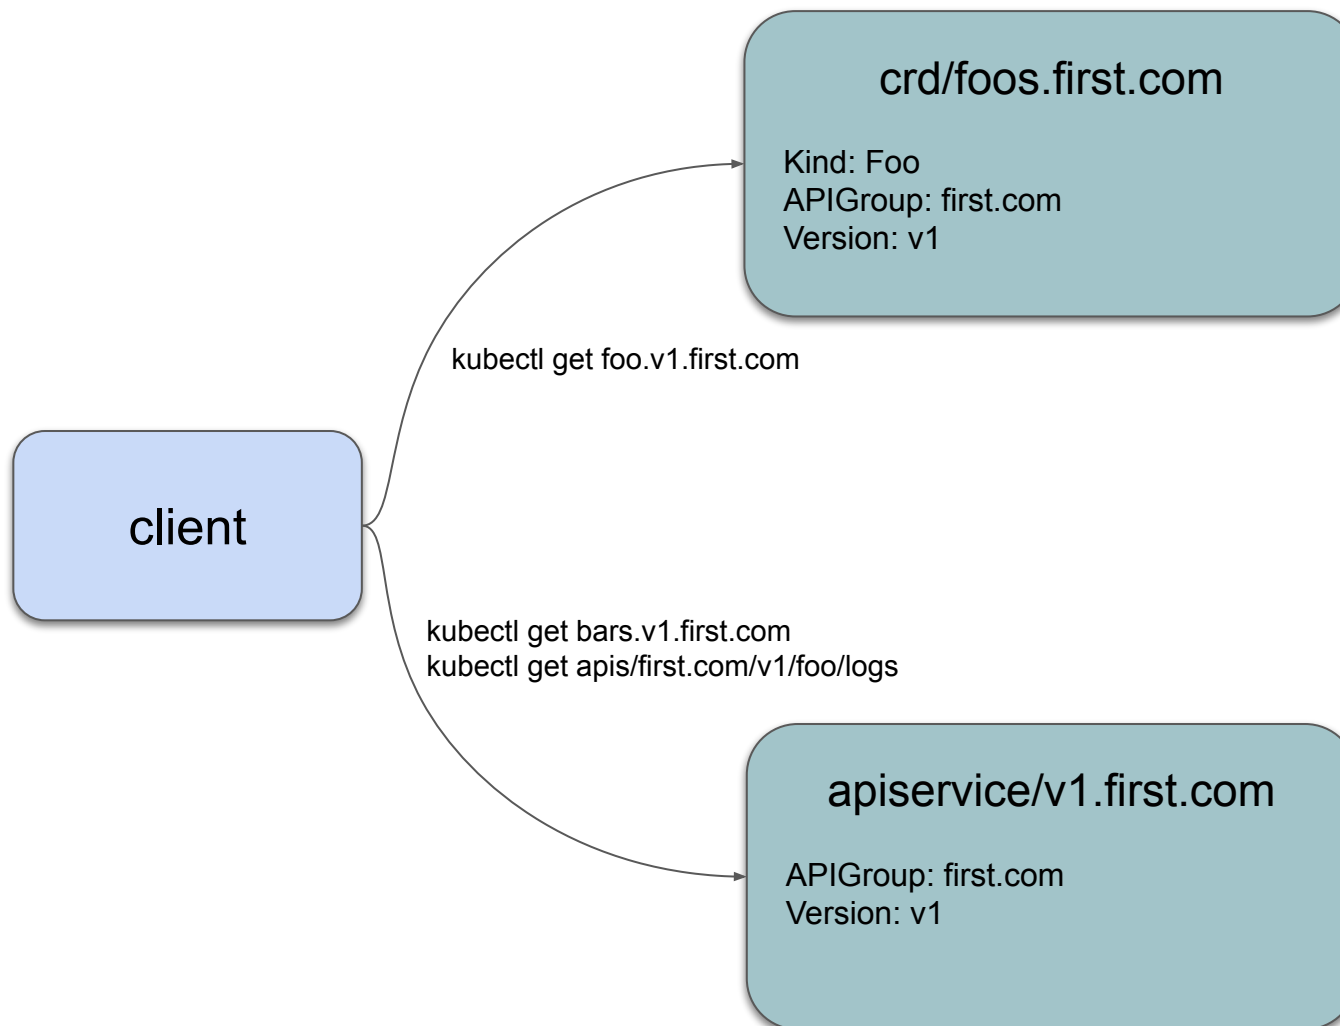 crd/foos.first.com
Kind: Foo
APIGroup: first.com
Version: v1
kubectl get foo.v1.first.com
client
kubectl get bars.v1.first.com
kubectl get apis/first.com/v1/foo/logs
apiservice/v1.first.com
APIGroup: first.com
Version: v1